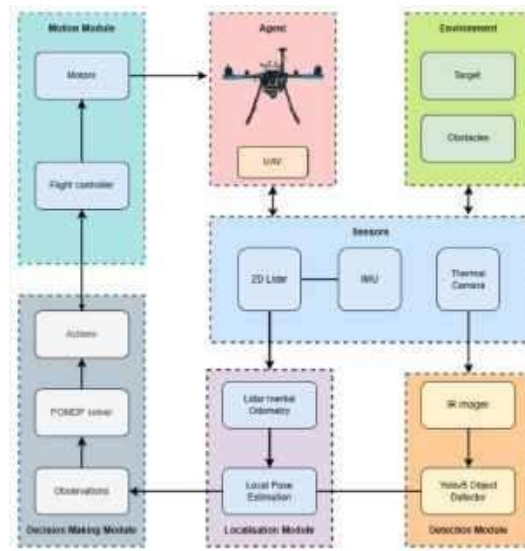 Motion Module
Agent
Environment
Motors
Target
Obstacles
UAV
Flight controller
Sensors
2D Lidar
IMU
Thermal
Camera
Actions
POMDP solver
Lidar Inertial
Odometry
IR images
Observations
Local Pose
Estimation
Yolov5 Object
Detector
Decision Making Module
Localisation Module
Detection Module